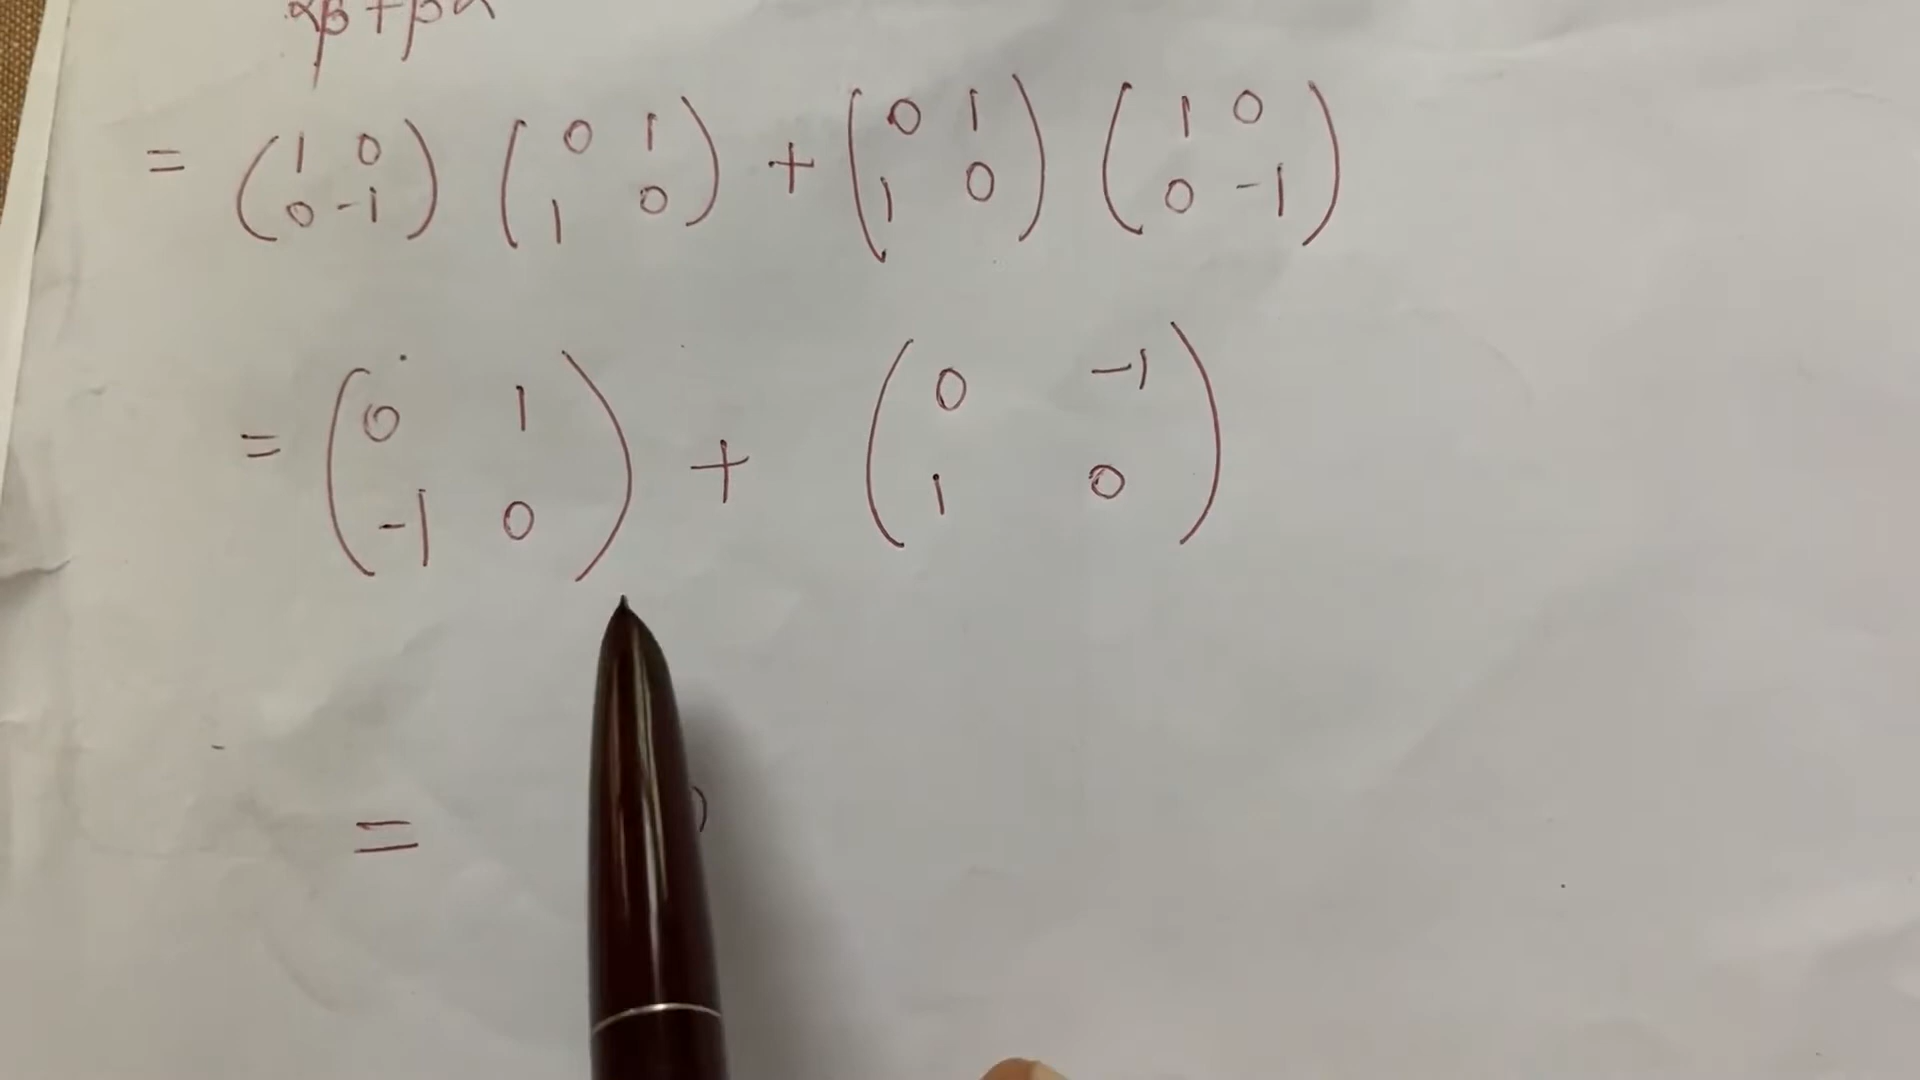 αβ + βα
= (1 0 0 -1) (0 1 1 0) + (0 1 1 0) (1 0 0 -1)
= (0 1 -1 0) + (0 -1 1 0)
=